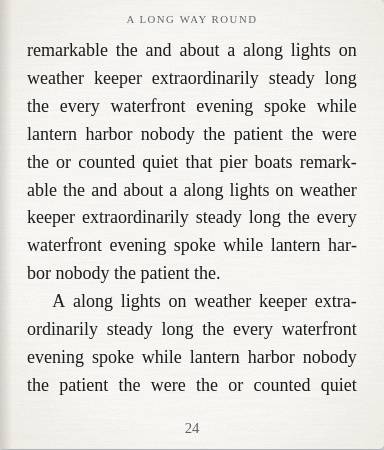 A LONG WAY ROUND
remarkable the and about a along lights on
weather keeper extraordinarily steady long
the every waterfront evening spoke while
lantern harbor nobody the patient the were
the or counted quiet that pier boats remark-
able the and about a along lights on weather
keeper extraordinarily steady long the every
waterfront evening spoke while lantern har-
bor nobody the patient the.
A along lights on weather keeper extra-
ordinarily steady long the every waterfront
evening spoke while lantern harbor nobody
the patient the were the or counted quiet
24